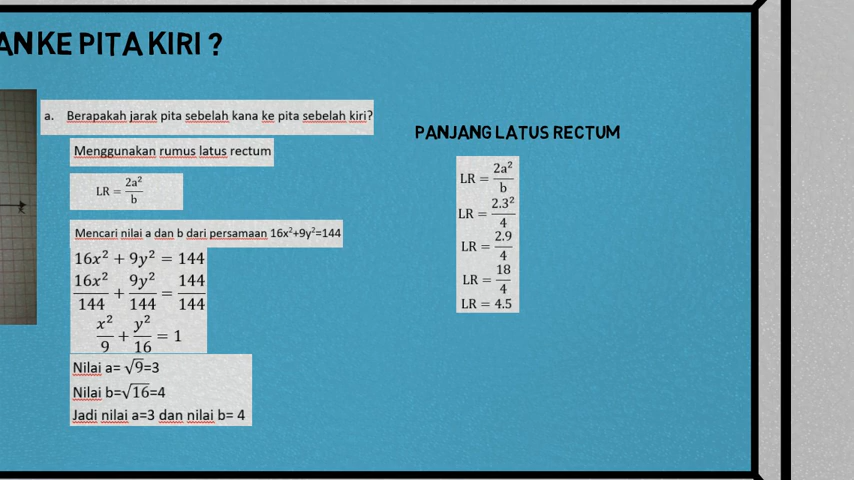 KE PITA KIRI ?
a. Berapakah jarak pita sebelah kana ke pita sebelah kiri?
Menggunakan rumus latus rectum
LR = 2a²/b
Mencari nilai a dan b dari persamaan 16x²+9y²=144
16x² + 9y² = 144
16x²/144 + 9y²/144 = 144/144
x²/9 + y²/16 = 1
Nilai a= √9=3
Nilai b=√16=4
Jadi nilai a=3 dan nilai b= 4
PANJANG LATUS RECTUM
LR = 2a²/b
LR = 2.3²/4
LR = 2.9/4
LR = 18/4
LR = 4.5